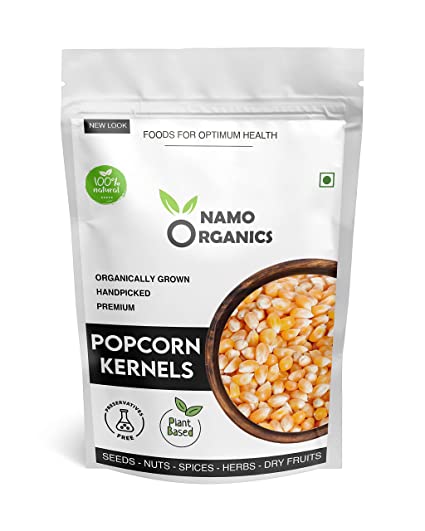 NEW LOOK
FOODS FOR OPTIMUM HEALTH
100%
natural
NAMO
ORGANICS
ORGANICALLY GROWN
HANDPICKED
PREMIUM
POPCORN
KERNELS
PRESERVATIVES
FREE
Plant
Based
SEEDS - NUTS - SPICES - HERBS - DRY FRUITS